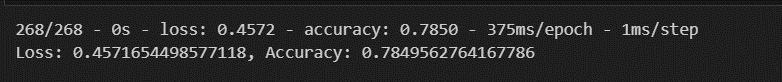 268/268 - 0s - loss: 0.4572 - accuracy: 0.7850 - 375ms/epoch - 1ms/step
Loss: 0.4571654498577118, Accuracy: 0.7849562764167786